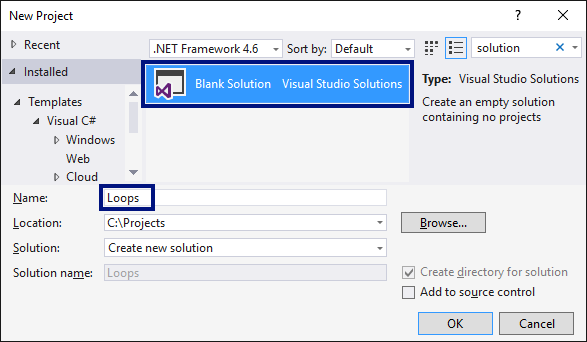 New Project
Recent
.NET Framework 4.6 Sort by: Default solution
Installed
Blank Solution Visual Studio Solutions
Type: Visual Studio Solutions
Create an empty solution
containing no projects
Templates
Visual C#
Windows
Web
Cloud
Name: Loops
Location: C:\Projects Browse...
Solution: Create new solution
Solution name: Loops
Create directory for solution
Add to source control
OK Cancel